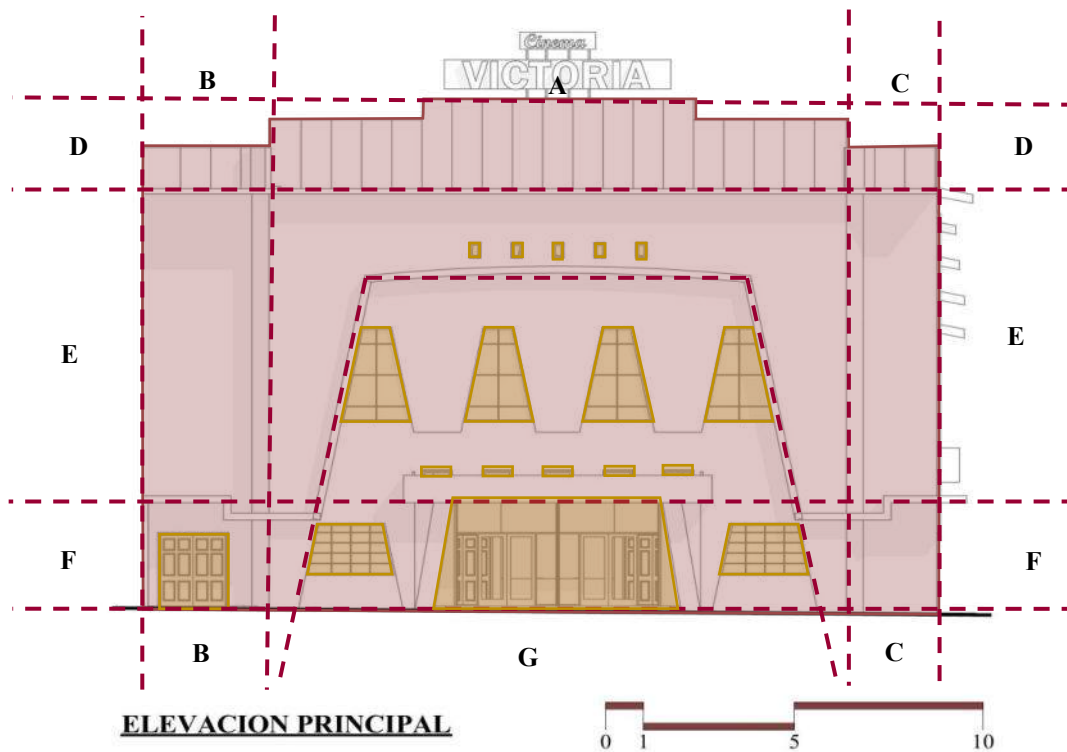 Cinema
VICTORIA
B A C
D D
E E
F F
B G C
ELEVACION PRINCIPAL
0 1 5 10